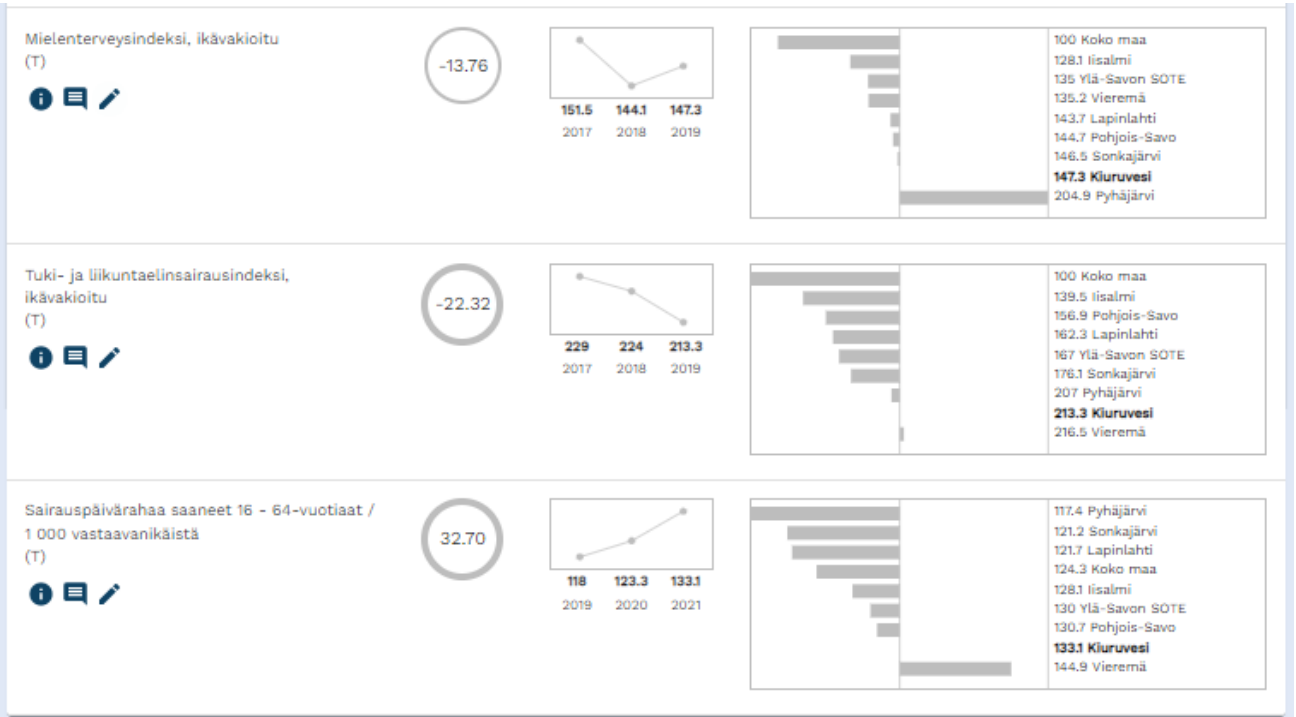 Mielenterveysindeksi, ikävakioitu
(T)
-13.76
151.5 144.1 147.3
2017 2018 2019
100 Koko maa
128.1 Iisalmi
135 Ylä-Savon SOTE
135.2 Vieremä
143.7 Lapinlahti
144.7 Pohjois-Savo
146.5 Sonkajärvi
147.3 Kiuruvesi
204.9 Pyhäjärvi
Tuki- ja liikuntaelinsairausindeksi,
ikävakioitu
(T)
-22.32
229 224 213.3
2017 2018 2019
100 Koko maa
139.5 Iisalmi
156.9 Pohjois-Savo
162.3 Lapinlahti
167 Ylä-Savon SOTE
176.1 Sonkajärvi
207 Pyhäjärvi
213.3 Kiuruvesi
216.5 Vieremä
Sairauspäivärahaa saaneet 16 - 64-vuotiaat /
1 000 vastaavanikäistä
(T)
32.70
118 123.3 133.1
2019 2020 2021
117.4 Pyhäjärvi
121.2 Sonkajärvi
121.7 Lapinlahti
124.3 Koko maa
128.1 Iisalmi
130 Ylä-Savon SOTE
130.7 Pohjois-Savo
133.1 Kiuruvesi
144.9 Vieremä